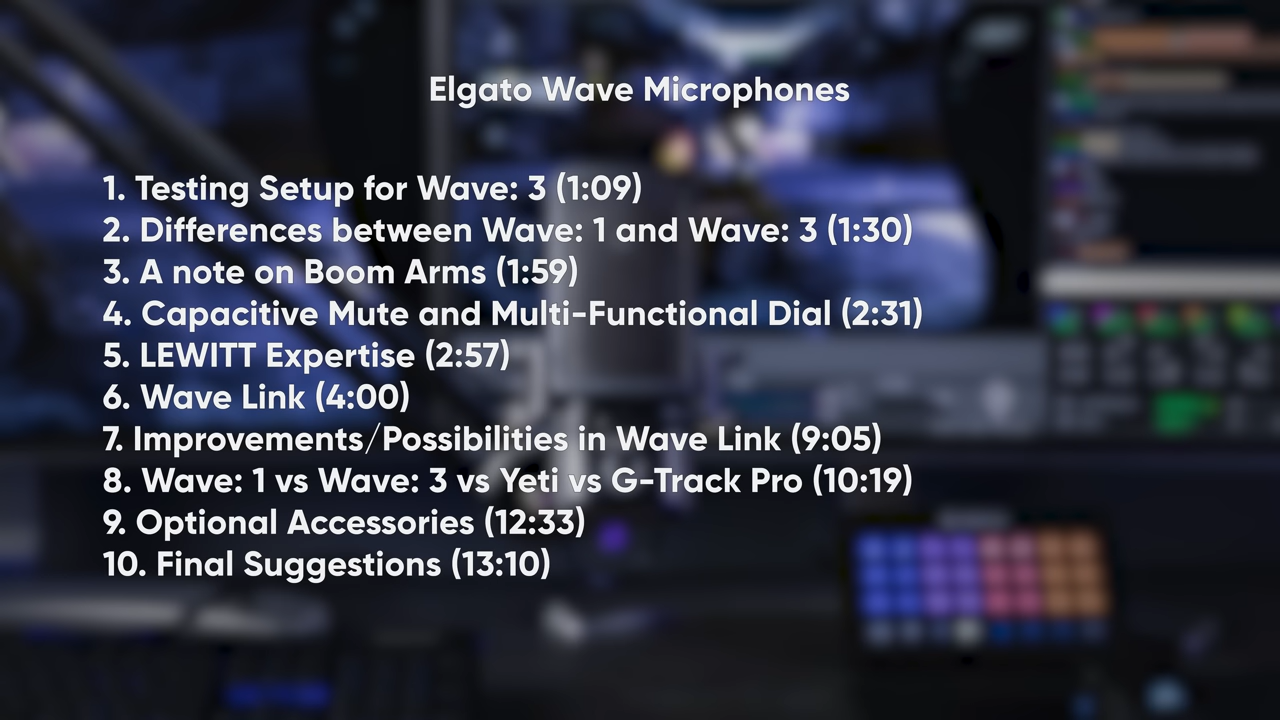 Elgato Wave Microphones
1. Testing Setup for Wave: 3 (1:09)
2. Differences between Wave: 1 and Wave: 3 (1:30)
3. A note on Boom Arms (1:59)
4. Capacitive Mute and Multi-Functional Dial (2:31)
5. LEWITT Expertise (2:57)
6. Wave Link (4:00)
7. Improvements/Possibilities in Wave Link (9:05)
8. Wave: 1 vs Wave: 3 vs Yeti vs G-Track Pro (10:19)
9. Optional Accessories (12:33)
10. Final Suggestions (13:10)